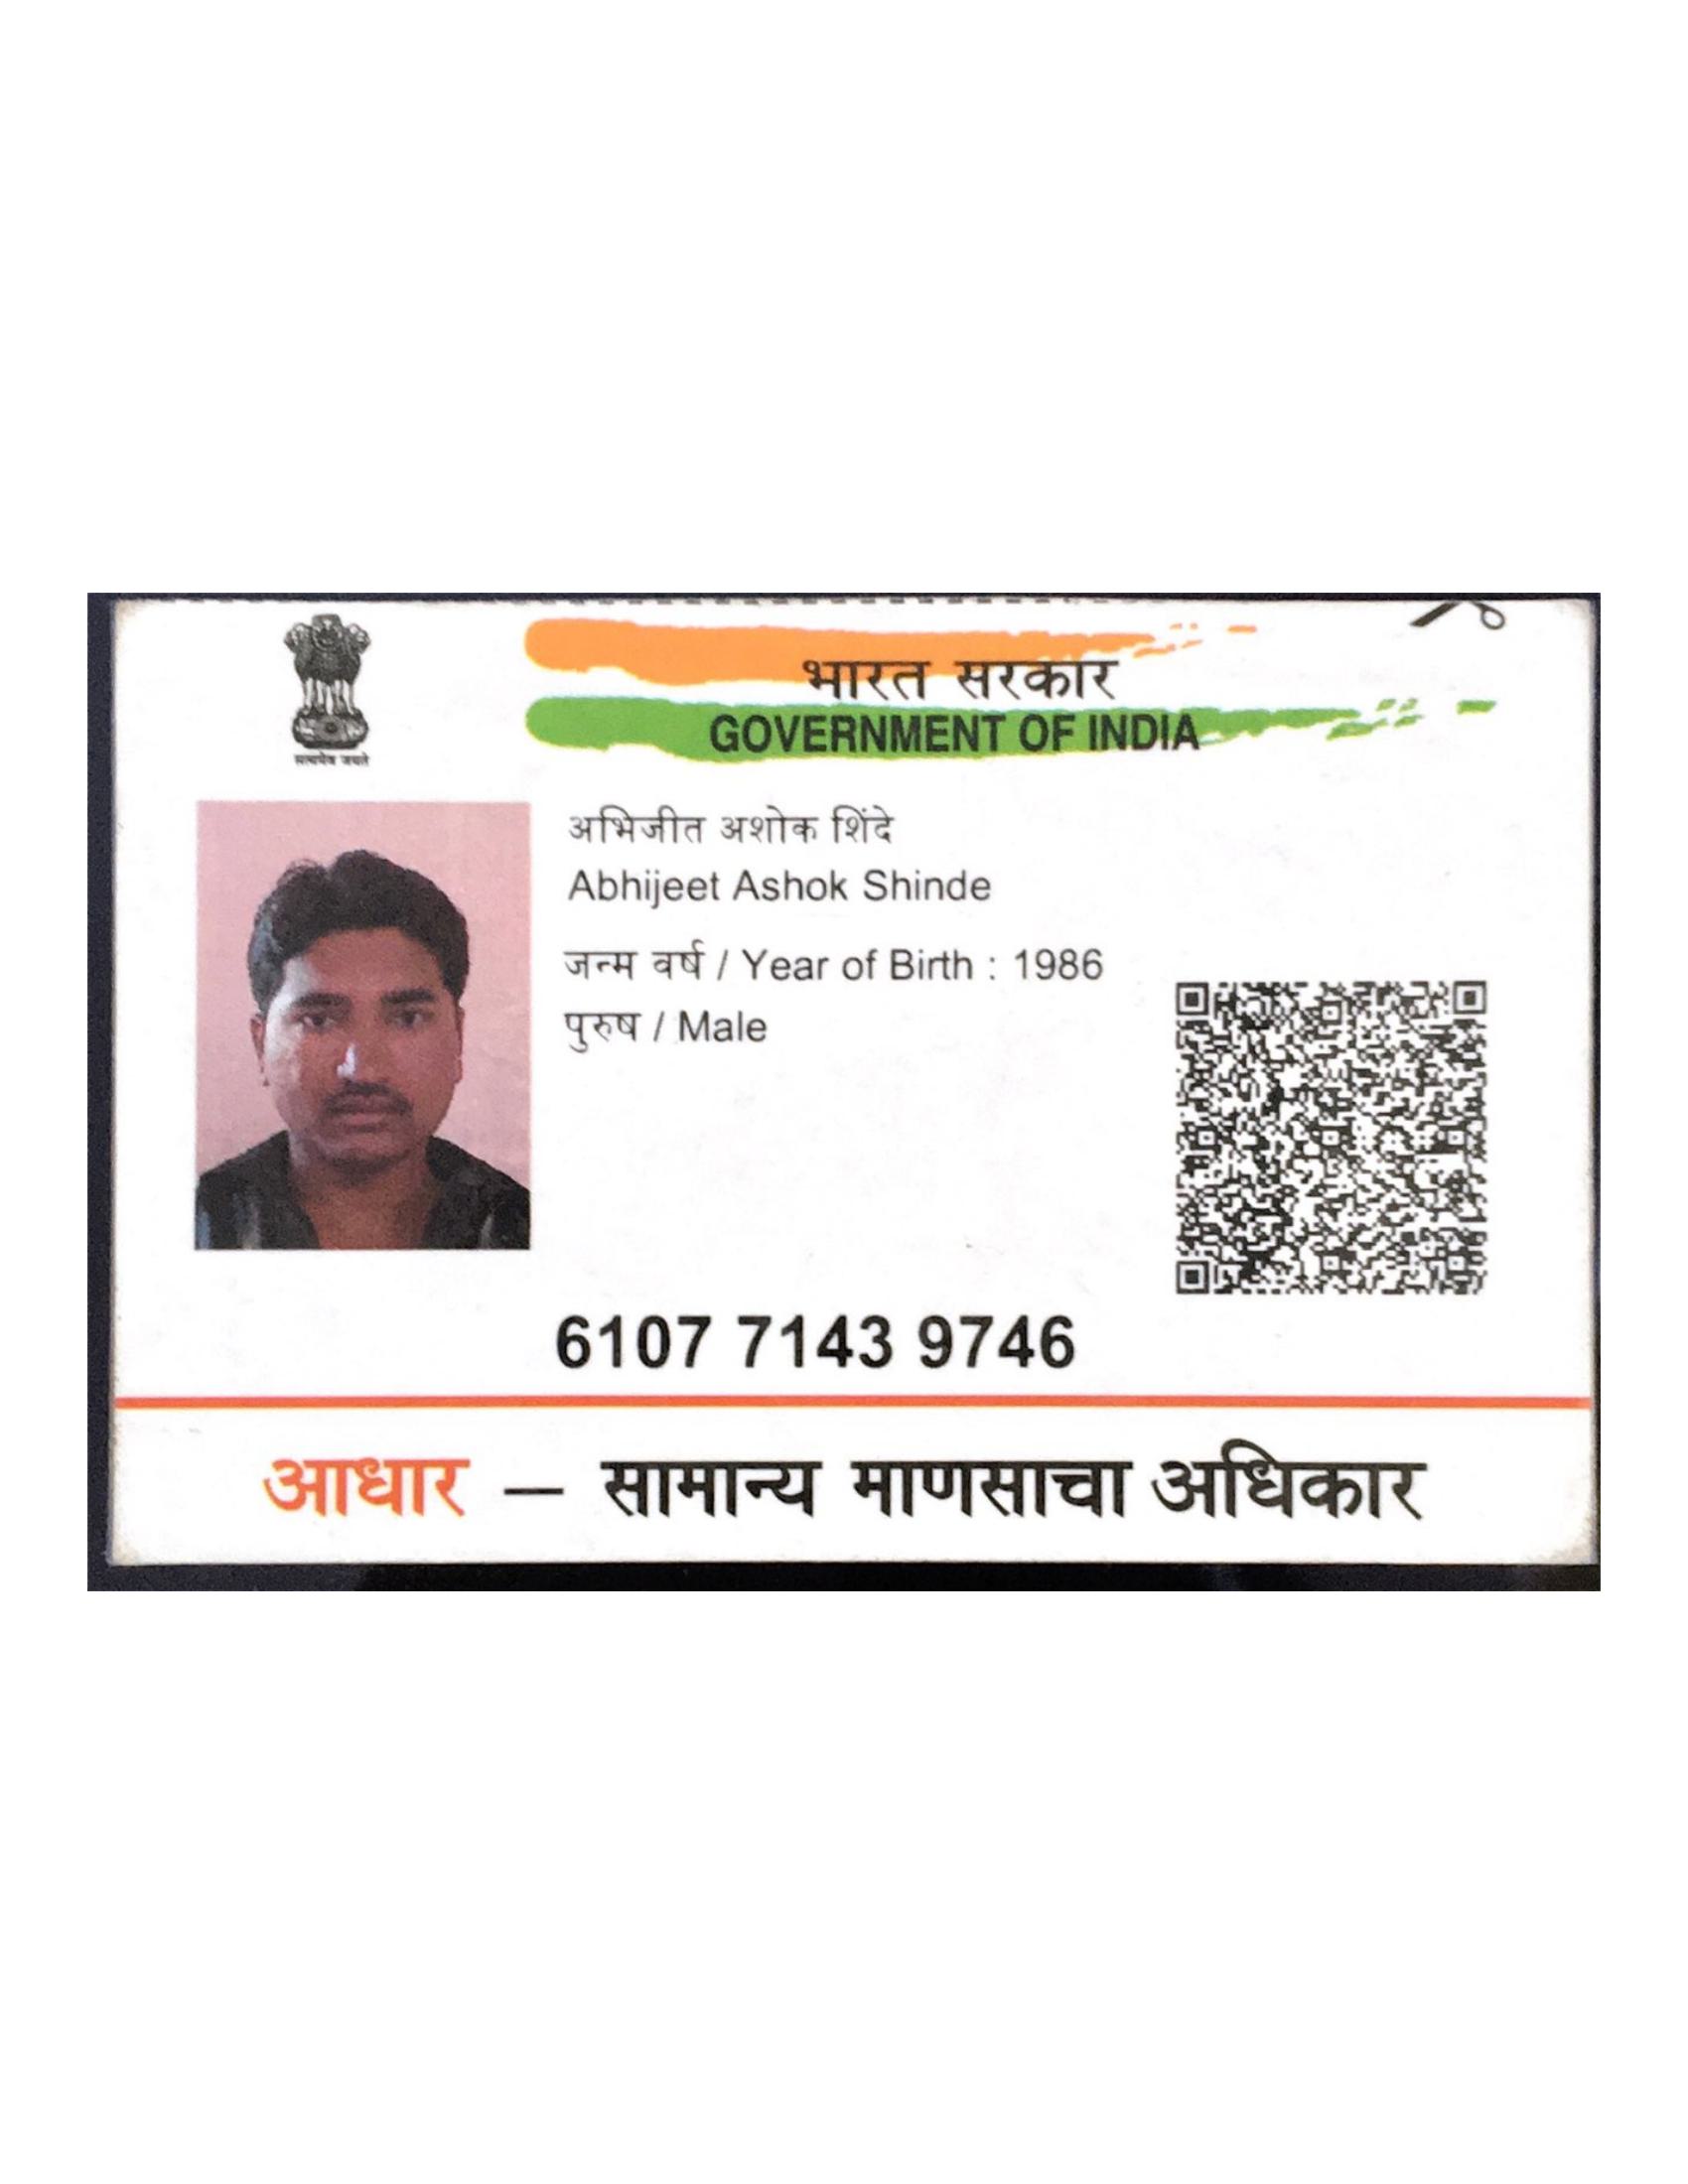 भारत सरकार
GOVERNMENT OF INDIA
सत्यमेव जयते
अभिजीत अशोक शिंदे
Abhijeet Ashok Shinde
जन्म वर्ष / Year of Birth : 1986
पुरुष / Male
6107 7143 9746
आधार – सामान्य माणसाचा अधिकार